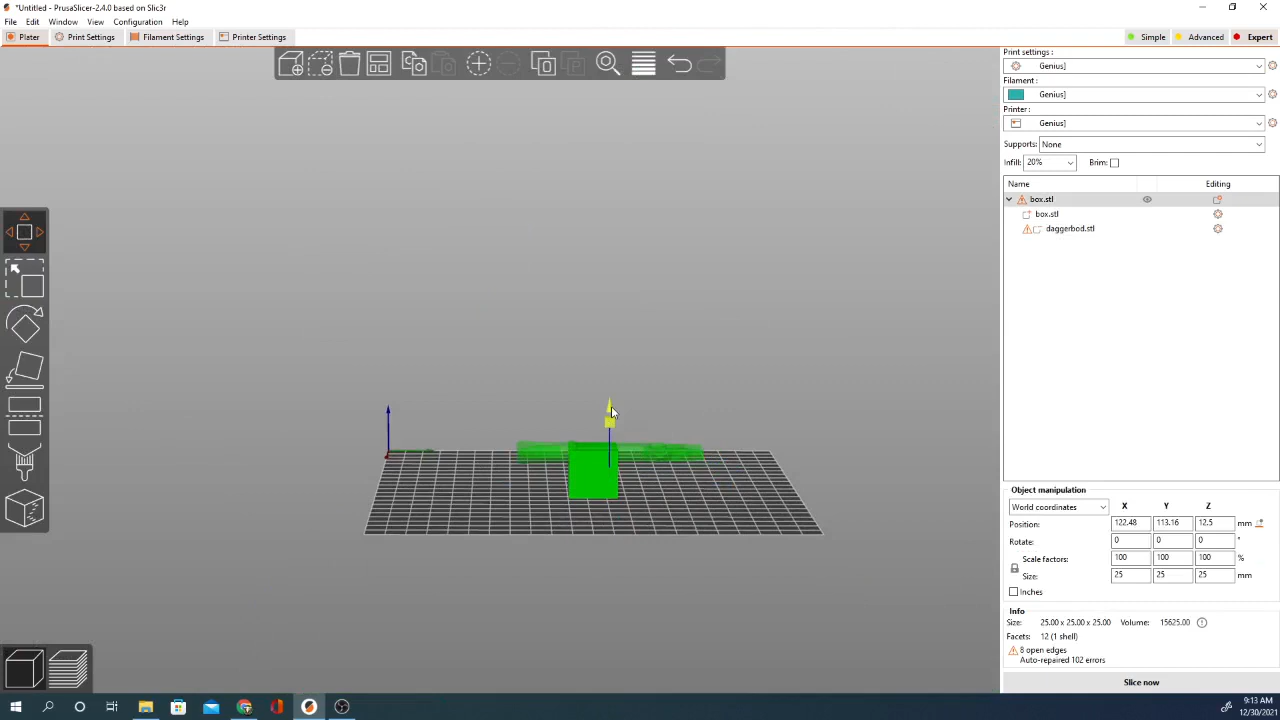 *Untitled - PrusaSlicer-2.4.0 based on Slic3r
File Edit Window View Configuration Help
Plater Print Settings Filament Settings Printer Settings Simple Advanced Expert
Print settings :
Genius]
Filament :
Genius]
Printer :
Genius]
Supports: None
Infill: 20% Brim:
Name Editing
box.stl
box.stl
daggerbod.stl
Object manipulation
World coordinates X Y Z
Position: 122.48 113.16 12.5 mm
Rotate: 0 0 0 °
Scale factors: 100 100 100 %
Size: 25 25 25 mm
Inches
Info
Size: 25.00 x 25.00 x 25.00 Volume: 15625.00
Facets: 12 (1 shell)
8 open edges
Auto-repaired 102 errors
Slice now
9:13 AM
12/30/2021